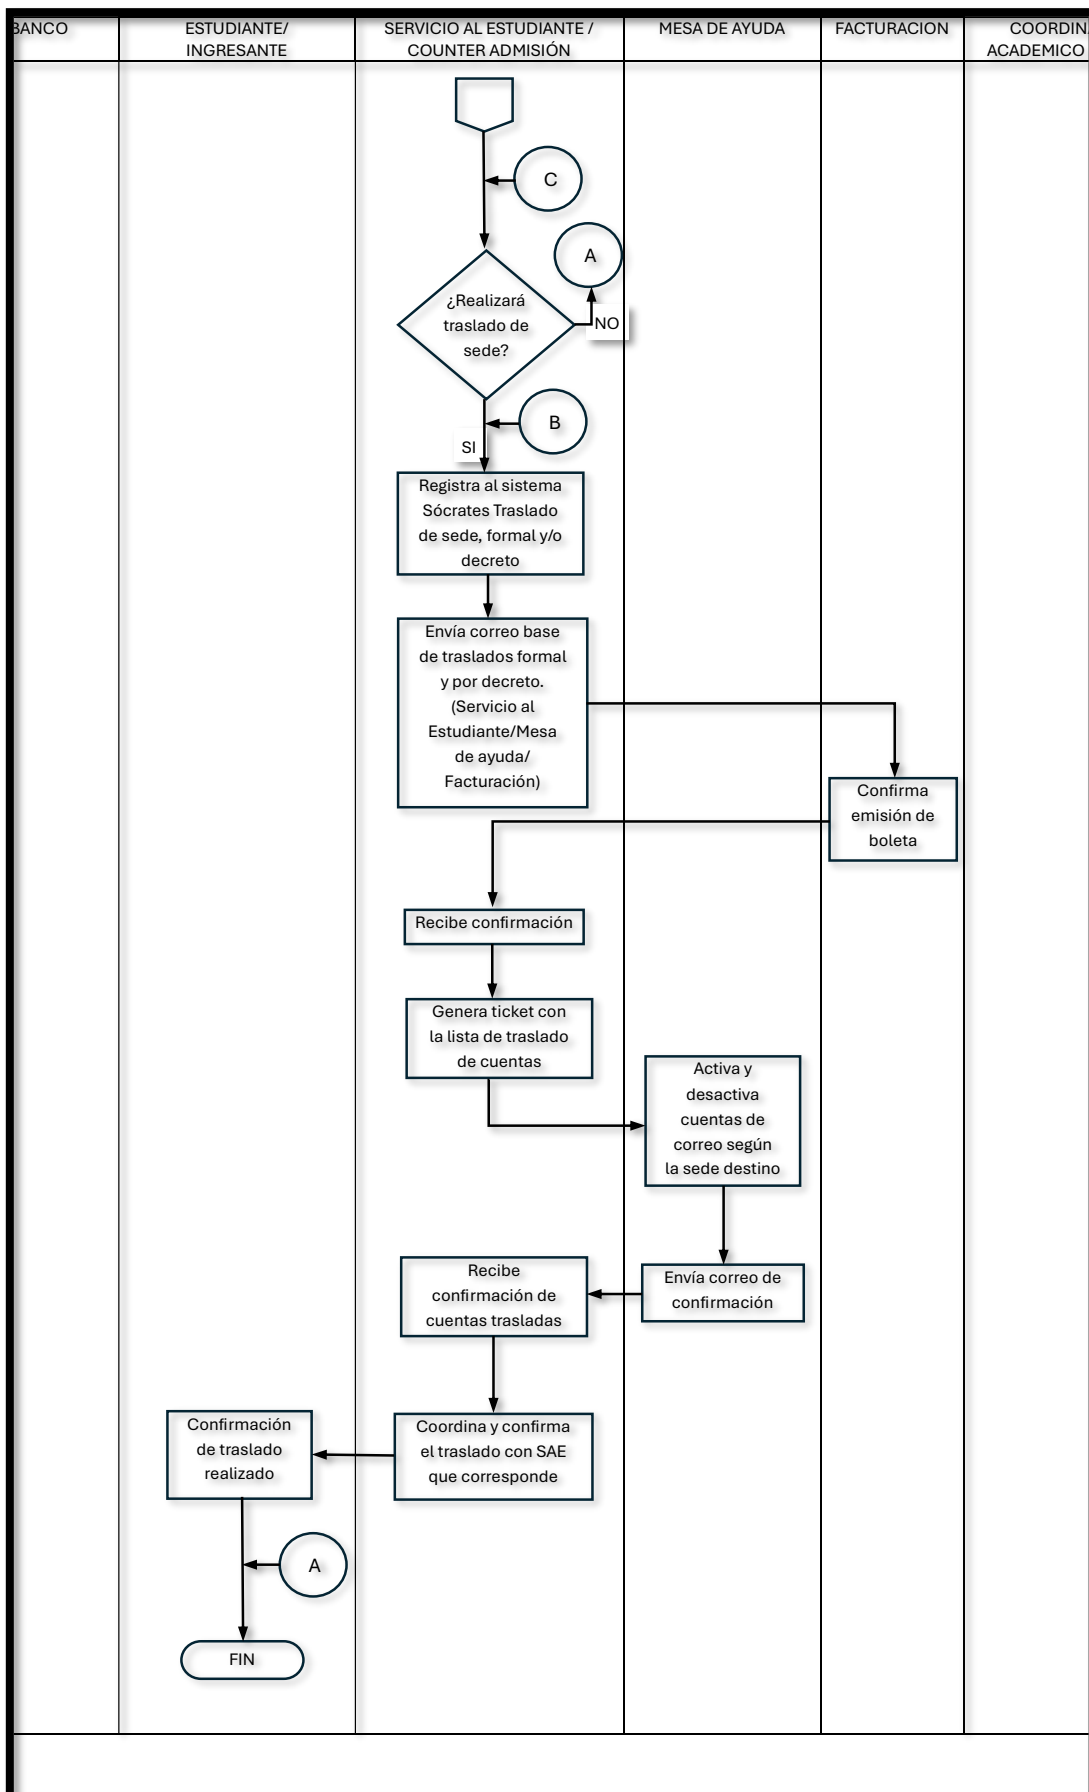 BANCO
ESTUDIANTE/
INGRESANTE
SERVICIO AL ESTUDIANTE /
COUNTER ADMISIÓN
MESA DE AYUDA
FACTURACION
COORDIN
ACADEMICO
C
A
¿Realizará
traslado de
sede?
NO
B
SI
Registra al sistema
Sócrates Traslado
de sede, formal y/o
decreto
Envía correo base
de traslados formal
y por decreto.
(Servicio al
Estudiante/Mesa
de ayuda/
Facturación)
Confirma
emisión de
boleta
Recibe confirmación
Genera ticket con
la lista de traslado
de cuentas
Activa y
desactiva
cuentas de
correo según
la sede destino
Envía correo de
confirmación
Recibe
confirmación de
cuentas trasladas
Coordina y confirma
el traslado con SAE
que corresponde
Confirmación
de traslado
realizado
A
FIN